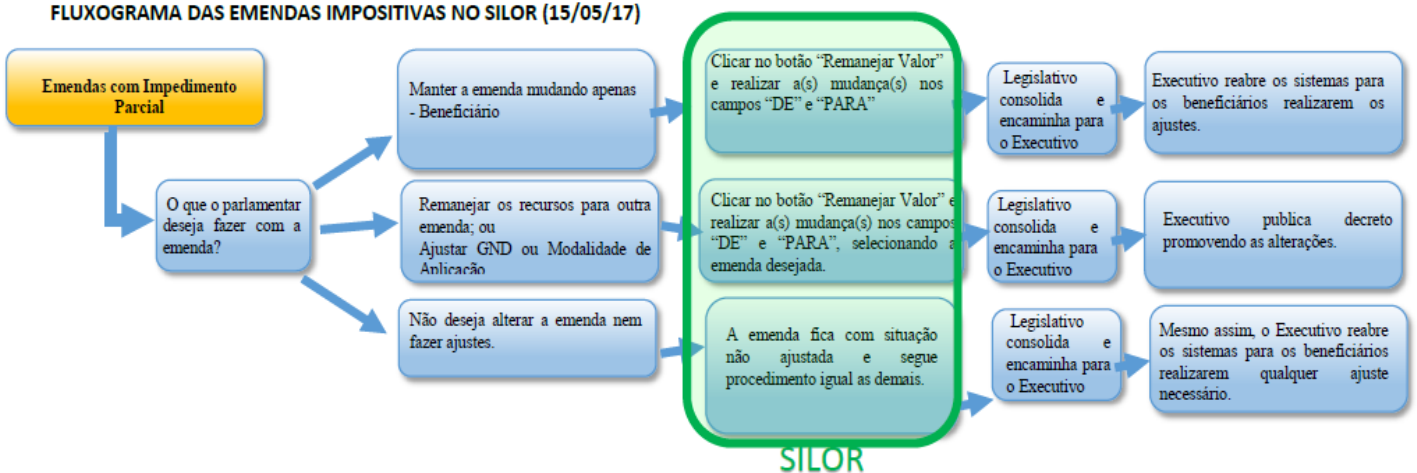 FLUXOGRAMA DAS EMENDAS IMPOSITIVAS NO SILOR (15/05/17)
Emendas com Impedimento
Parcial
O que o parlamentar
deseja fazer com a
emenda?
Manter a emenda mudando apenas
- Beneficiário
Clicar no botão “Remanejar Valor”
e realizar a(s) mudança(s) nos
campos “DE” e “PARA”
Legislativo
consolida e
encaminha para
o Executivo
Executivo reabre os sistemas para
os beneficiários realizarem os
ajustes.
Remanejar os recursos para outra
emenda; ou
Ajustar GND ou Modalidade de
Aplicação
Clicar no botão “Remanejar Valor” e
realizar a(s) mudança(s) nos campos
“DE” e “PARA”, selecionando a
emenda desejada.
Legislativo
consolida e
encaminha para
o Executivo
Executivo publica decreto
promovendo as alterações.
Não deseja alterar a emenda nem
fazer ajustes.
A emenda fica com situação
não ajustada e segue
procedimento igual as demais.
Legislativo
consolida e
encaminha para
o Executivo
Mesmo assim, o Executivo reabre
os sistemas para os beneficiários
realizarem qualquer ajuste
necessário.
SILOR